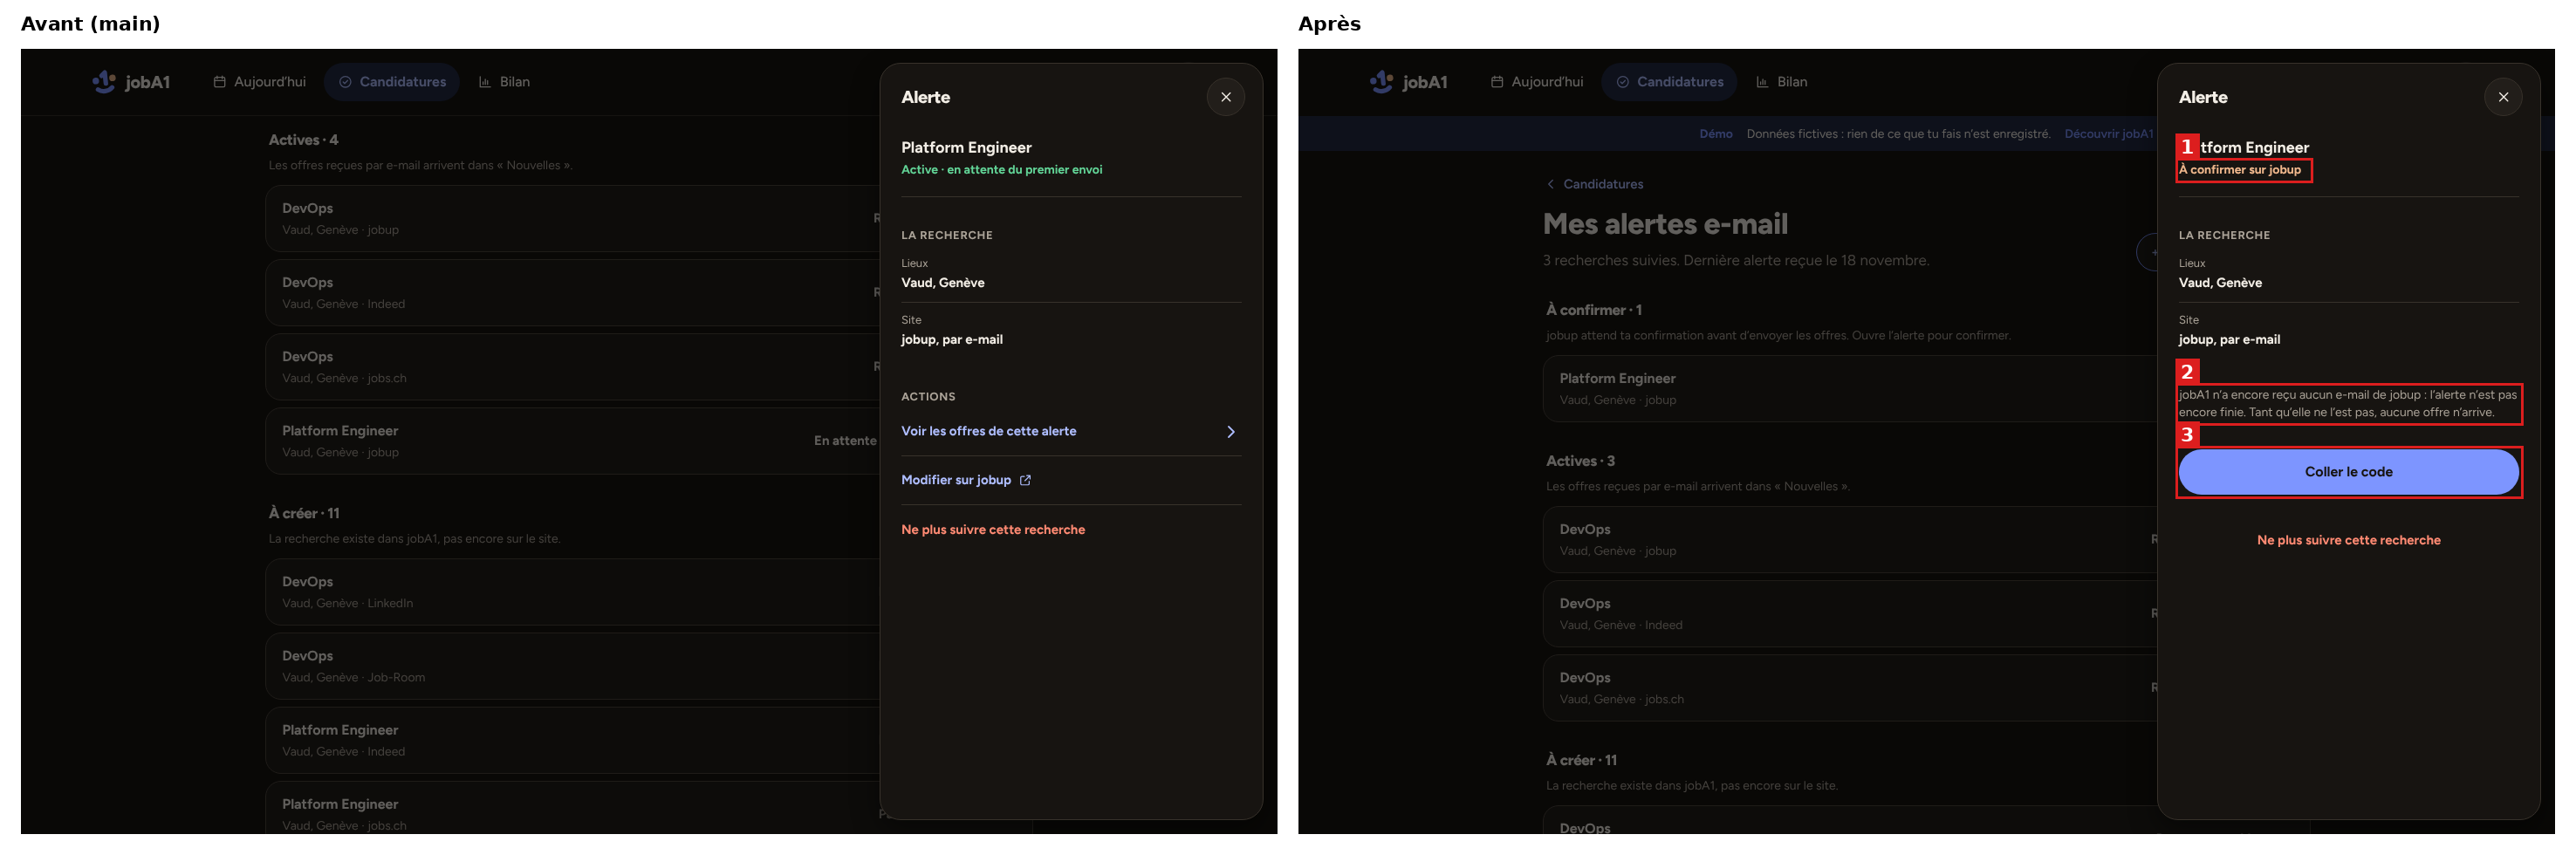 Avant (main)
jobA1
Aujourd'hui
Candidatures
Bilan
Actives · 4
Les offres reçues par e-mail arrivent dans « Nouvelles ».
DevOps
Vaud, Genève · jobup
DevOps
Vaud, Genève · Indeed
DevOps
Vaud, Genève · jobs.ch
Platform Engineer
Vaud, Genève · jobup
En attente
À créer · 11
La recherche existe dans jobA1, pas encore sur le site.
DevOps
Vaud, Genève · LinkedIn
DevOps
Vaud, Genève · Job-Room
Platform Engineer
Vaud, Genève · Indeed
Platform Engineer
Vaud, Genève · jobs.ch
Alerte
Platform Engineer
Active · en attente du premier envoi
LA RECHERCHE
Lieux
Vaud, Genève
Site
jobup, par e-mail
ACTIONS
Voir les offres de cette alerte
Modifier sur jobup
Ne plus suivre cette recherche
Après
jobA1
Aujourd'hui
Candidatures
Bilan
Démo Données fictives : rien de ce que tu fais n'est enregistré. Découvrir jobA1
Candidatures
Mes alertes e-mail
3 recherches suivies. Dernière alerte reçue le 18 novembre.
À confirmer · 1
jobup attend ta confirmation avant d'envoyer les offres. Ouvre l'alerte pour confirmer.
Platform Engineer
Vaud, Genève · jobup
Actives · 3
Les offres reçues par e-mail arrivent dans « Nouvelles ».
DevOps
Vaud, Genève · jobup
DevOps
Vaud, Genève · Indeed
DevOps
Vaud, Genève · jobs.ch
À créer · 11
La recherche existe dans jobA1, pas encore sur le site.
DevOps
Alerte
1
tform Engineer
À confirmer sur jobup
LA RECHERCHE
Lieux
Vaud, Genève
Site
jobup, par e-mail
2
jobA1 n'a encore reçu aucun e-mail de jobup : l'alerte n'est pas
encore finie. Tant qu'elle ne l'est pas, aucune offre n'arrive.
3
Coller le code
Ne plus suivre cette recherche